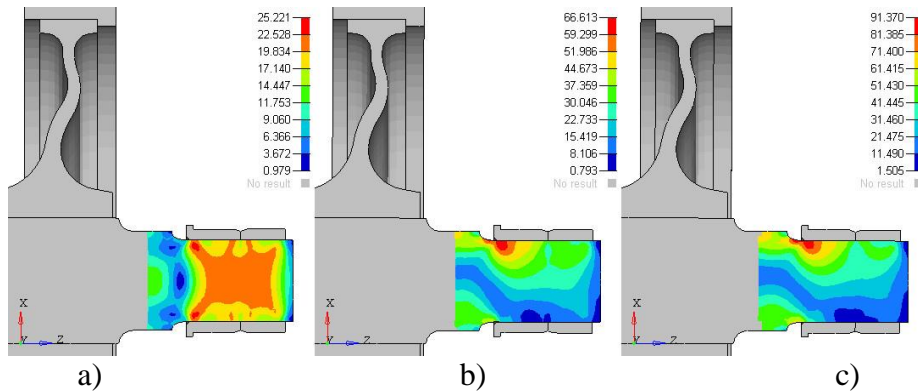 25.221
22.528
19.834
17.140
14.447
11.753
9.060
6.366
3.672
0.979
No result
X
Y
Z
a)
66.613
59.299
51.986
44.673
37.359
30.046
22.733
15.419
8.106
0.793
No result
X
Y
Z
b)
91.370
81.385
71.400
61.415
51.430
41.445
31.460
21.475
11.490
1.505
No result
X
Y
Z
c)